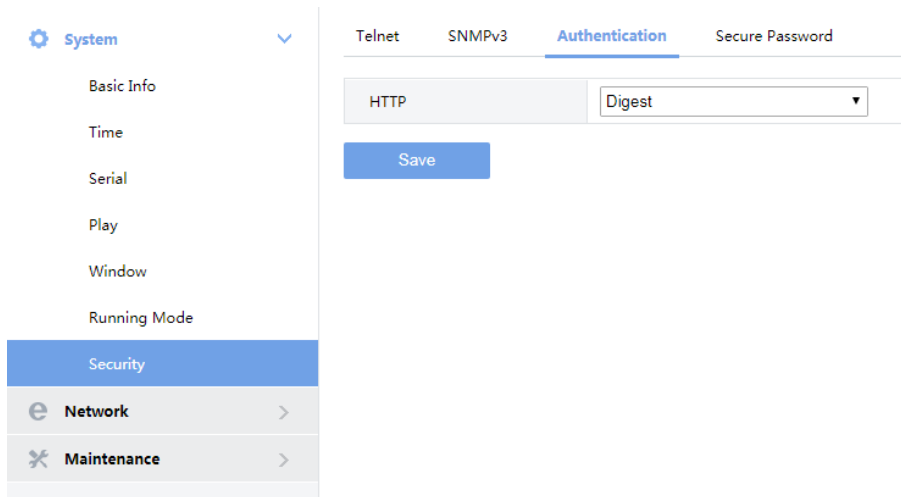 System
Basic Info
Time
Serial
Play
Window
Running Mode
Security
Network
Maintenance
Telnet SNMPv3 Authentication Secure Password
HTTP Digest
Save